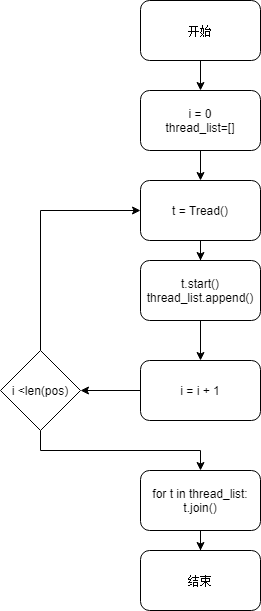 开始
i = 0
thread_list=[]
t = Tread()
t.start()
thread_list.append()
i = i + 1
i <len(pos)
for t in thread_list:
t.join()
结束